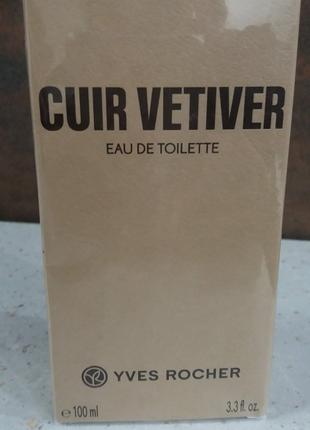 CUIR VETIVER
EAU DE TOILETTE
YVES ROCHER
℮ 100 ml 3.3 fl. oz.